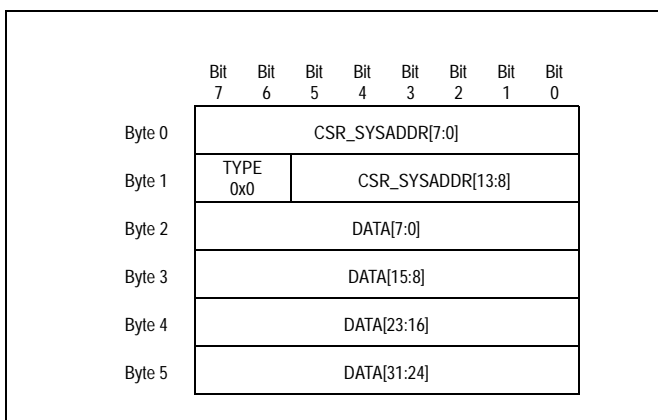 Bit Bit Bit Bit Bit Bit Bit Bit
7 6 5 4 3 2 1 0
Byte 0 CSR_SYSADDR[7:0]
Byte 1 TYPE 0x0 CSR_SYSADDR[13:8]
Byte 2 DATA[7:0]
Byte 3 DATA[15:8]
Byte 4 DATA[23:16]
Byte 5 DATA[31:24]